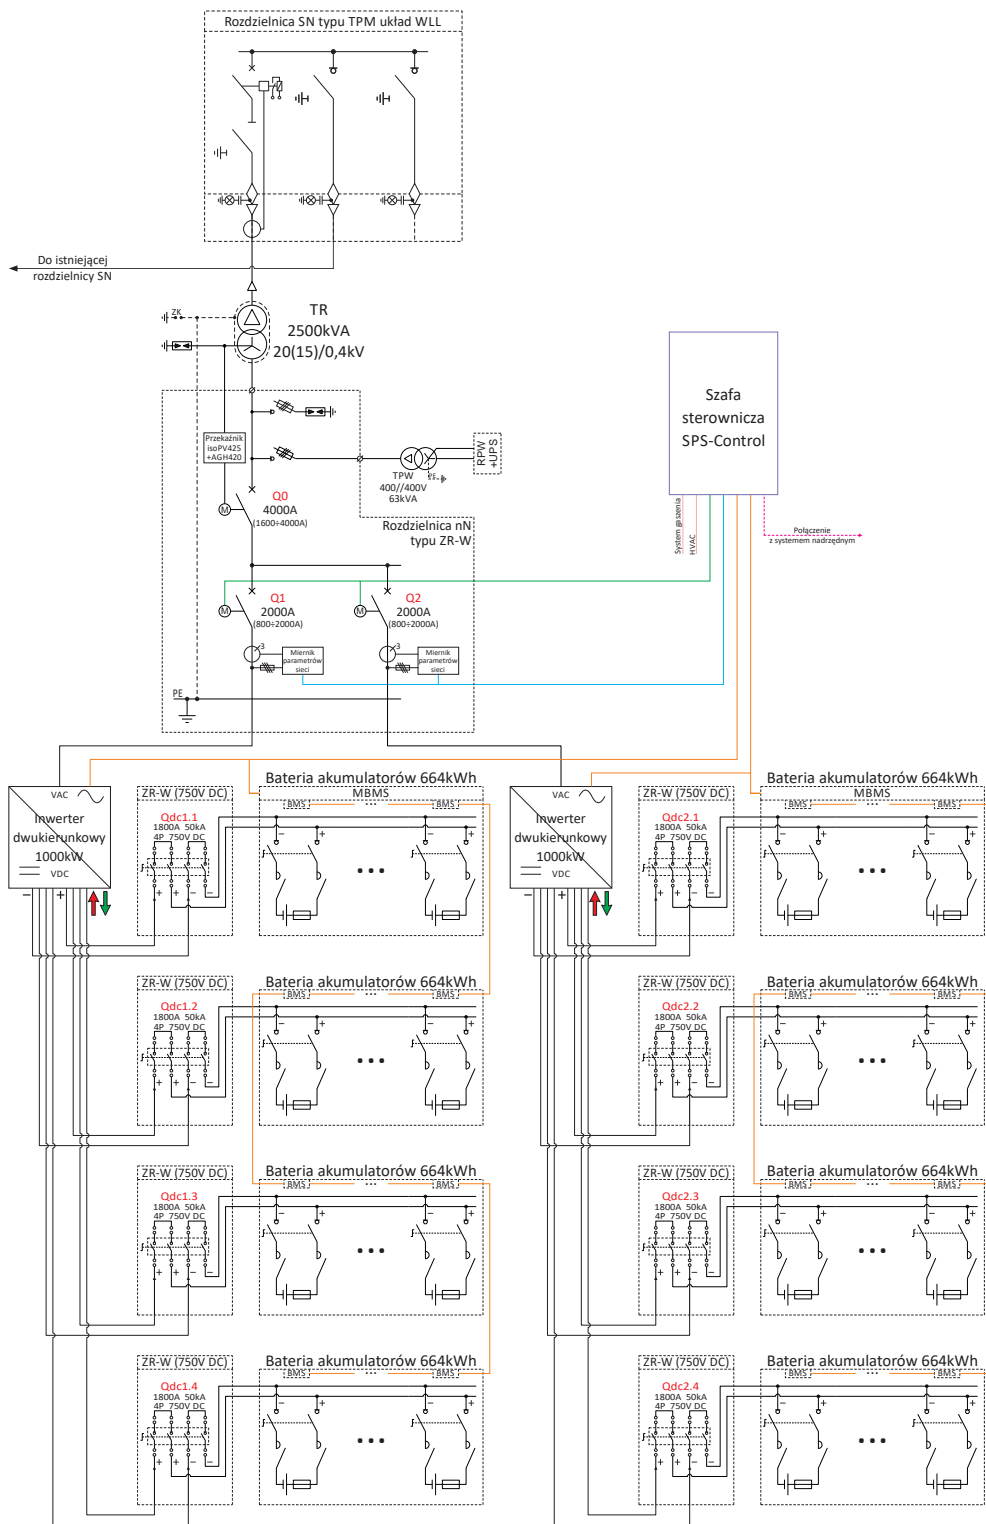 Rozdzielnica SN typu TPM układ WLL
Do istniejącej
rozdzielnicy SN
ZK
TR
2500kVA
20(15)/0,4kV
Szafa
sterownicza
SPS-Control
Przekaźnik
isoPV425
+AGH420
TPW
400//400V
63kVA
PE
RPW
+UPS
Q0
4000A
(1600÷4000A)
M
Rozdzielnica nN
typu ZR-W
System gaszenia
HVAC
Połączenie
z systemem nadrzędnym
Q1
2000A
(800÷2000A)
M
Q2
2000A
(800÷2000A)
M
3
Miernik
parametrów
sieci
3
Miernik
parametrów
sieci
PE
VAC
Inwerter
dwukierunkowy
1000kW
VDC
− +
ZR-W (750V DC)
Qdc1.1
1800A 50kA
4P 750V DC
+ + − −
Bateria akumulatorów 664kWh
MBMS
BMS ... BMS
− + − +
VAC
Inwerter
dwukierunkowy
1000kW
VDC
− +
ZR-W (750V DC)
Qdc2.1
1800A 50kA
4P 750V DC
+ + − −
Bateria akumulatorów 664kWh
MBMS
BMS ... BMS
− + − +
ZR-W (750V DC)
Qdc1.2
1800A 50kA
4P 750V DC
+ + − −
Bateria akumulatorów 664kWh
BMS ... BMS
− + − +
ZR-W (750V DC)
Qdc2.2
1800A 50kA
4P 750V DC
+ + − −
Bateria akumulatorów 664kWh
BMS ... BMS
− + − +
ZR-W (750V DC)
Qdc1.3
1800A 50kA
4P 750V DC
+ + − −
Bateria akumulatorów 664kWh
BMS ... BMS
− + − +
ZR-W (750V DC)
Qdc2.3
1800A 50kA
4P 750V DC
+ + − −
Bateria akumulatorów 664kWh
BMS ... BMS
− + − +
ZR-W (750V DC)
Qdc1.4
1800A 50kA
4P 750V DC
+ + − −
Bateria akumulatorów 664kWh
BMS ... BMS
− + − +
ZR-W (750V DC)
Qdc2.4
1800A 50kA
4P 750V DC
+ + − −
Bateria akumulatorów 664kWh
BMS ... BMS
− + − +